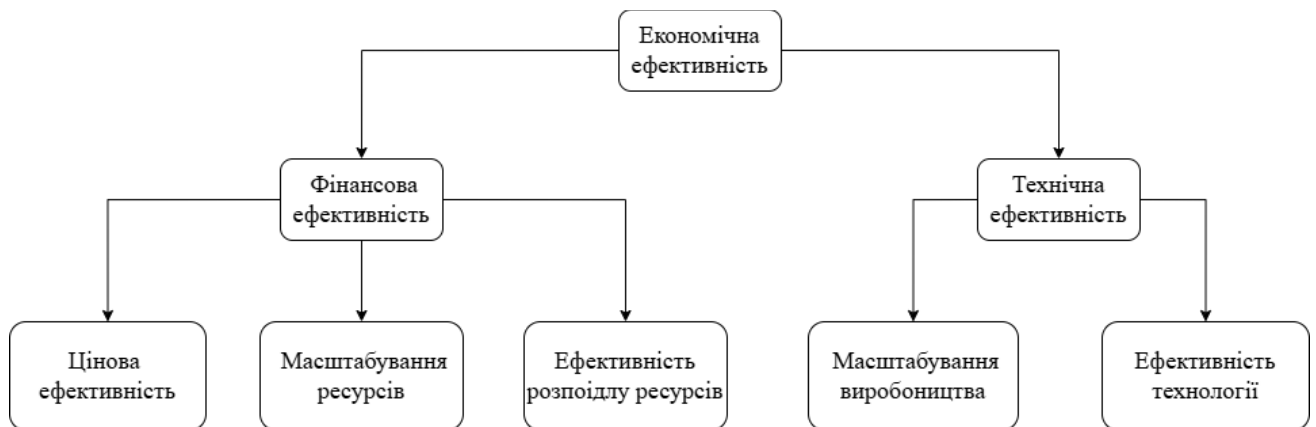 Економічна
ефективність
Фінансова
ефективність
Технічна
ефективність
Цінова
ефективність
Масштабування
ресурсів
Ефективність
розпоідлу ресурсів
Масштабування
виробоництва
Ефективність
технології